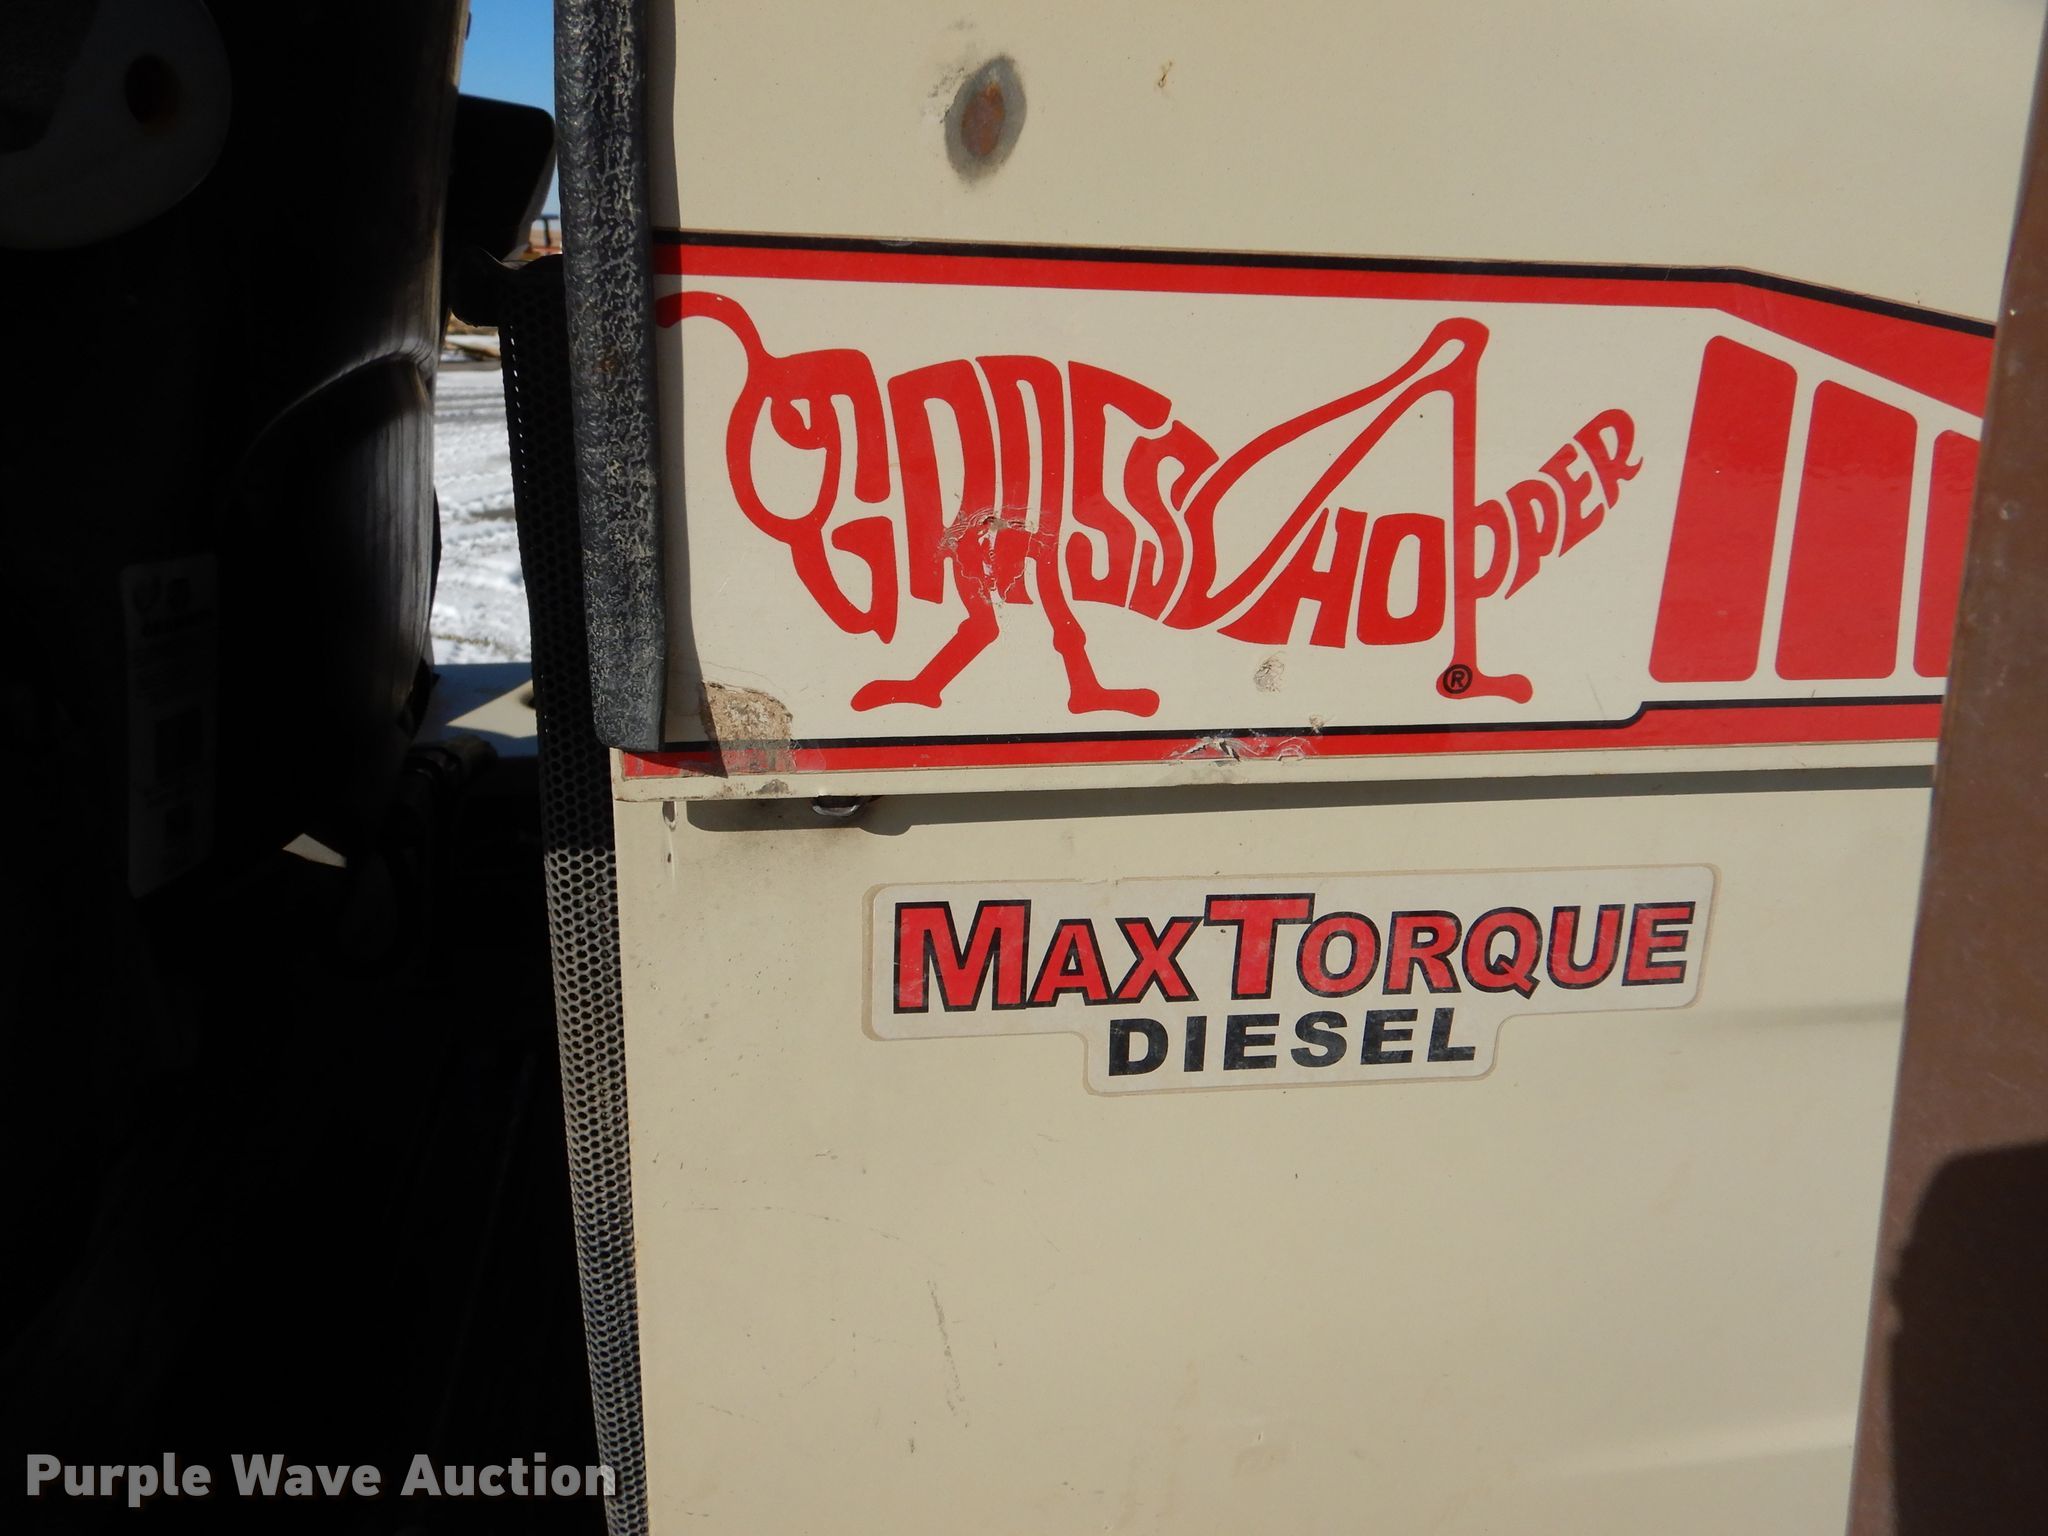 GRASSHOPPER
®
MAXTORQUE
DIESEL
Purple Wave Auction